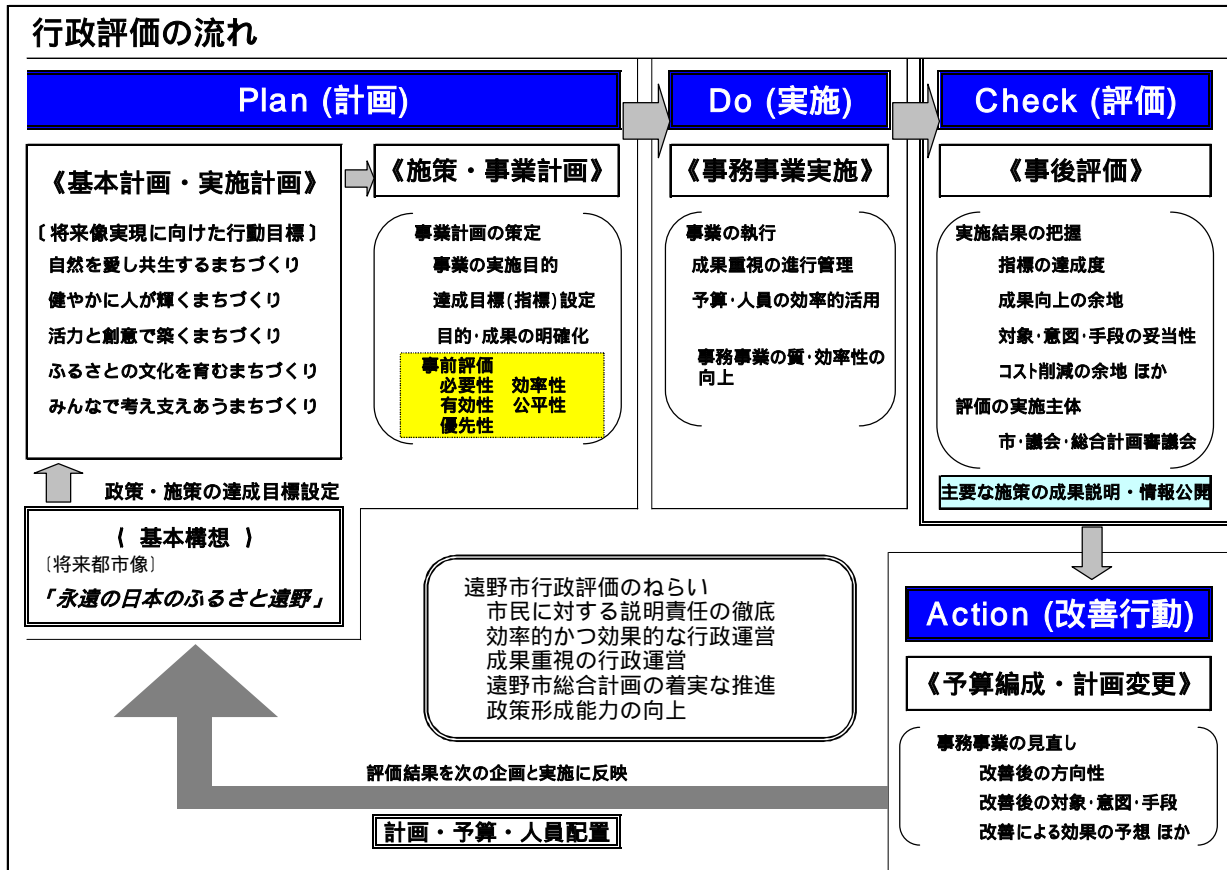 行政評価の流れ
Plan (計画)
《基本計画・実施計画》
〔将来像実現に向けた行動目標〕
自然を愛し共生するまちづくり
健やかに人が輝くまちづくり
活力と創意で築くまちづくり
ふるさとの文化を育むまちづくり
みんなで考え支えあうまちづくり
政策・施策の達成目標設定
{ 基本構想 }
〔将来都市像〕
「永遠の日本のふるさと遠野」
《施策・事業計画》
事業計画の策定
事業の実施目的
達成目標(指標)設定
目的・成果の明確化
事前評価
必要性 効率性
有効性 公平性
優先性
Do (実施)
《事務事業実施》
事業の執行
成果重視の進行管理
予算・人員の効率的活用
事務事業の質・効率性の
向上
Check (評価)
《事後評価》
実施結果の把握
指標の達成度
成果向上の余地
対象・意図・手段の妥当性
コスト削減の余地 ほか
評価の実施主体
市・議会・総合計画審議会
主要な施策の成果説明・情報公開
Action (改善行動)
《予算編成・計画変更》
事務事業の見直し
改善後の方向性
改善後の対象・意図・手段
改善による効果の予想 ほか
遠野市行政評価のねらい
市民に対する説明責任の徹底
効率的かつ効果的な行政運営
成果重視の行政運営
遠野市総合計画の着実な推進
政策形成能力の向上
評価結果を次の企画と実施に反映
計画・予算・人員配置